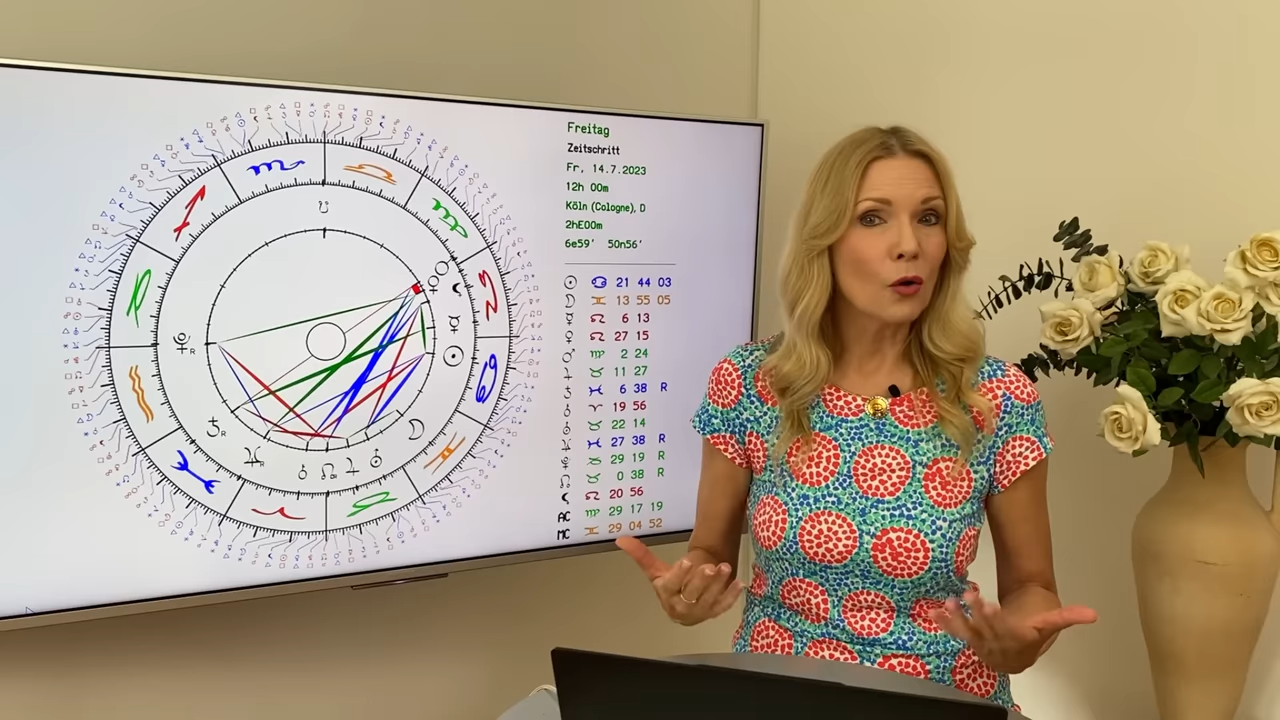 Freitag
Zeitschritt
Fr, 14.7.2023
12h 00m
Köln (Cologne), D
2hE00m
6e59' 50n56'
☉ ♋ 21 44 03
☽ ♊ 13 55 05
☿ ♌ 6 13
♀ ♌ 27 15
♂ ♍ 2 24
♃ ♉ 11 27
♄ ♓ 6 38 R
⚷ ♈ 19 56
♅ ♉ 22 14
♆ ♓ 27 38 R
♇ ♑ 29 19 R
☊ ♉ 0 38 R
⚸ ♌ 20 56
AC ♍ 29 17 19
MC ♊ 29 04 52